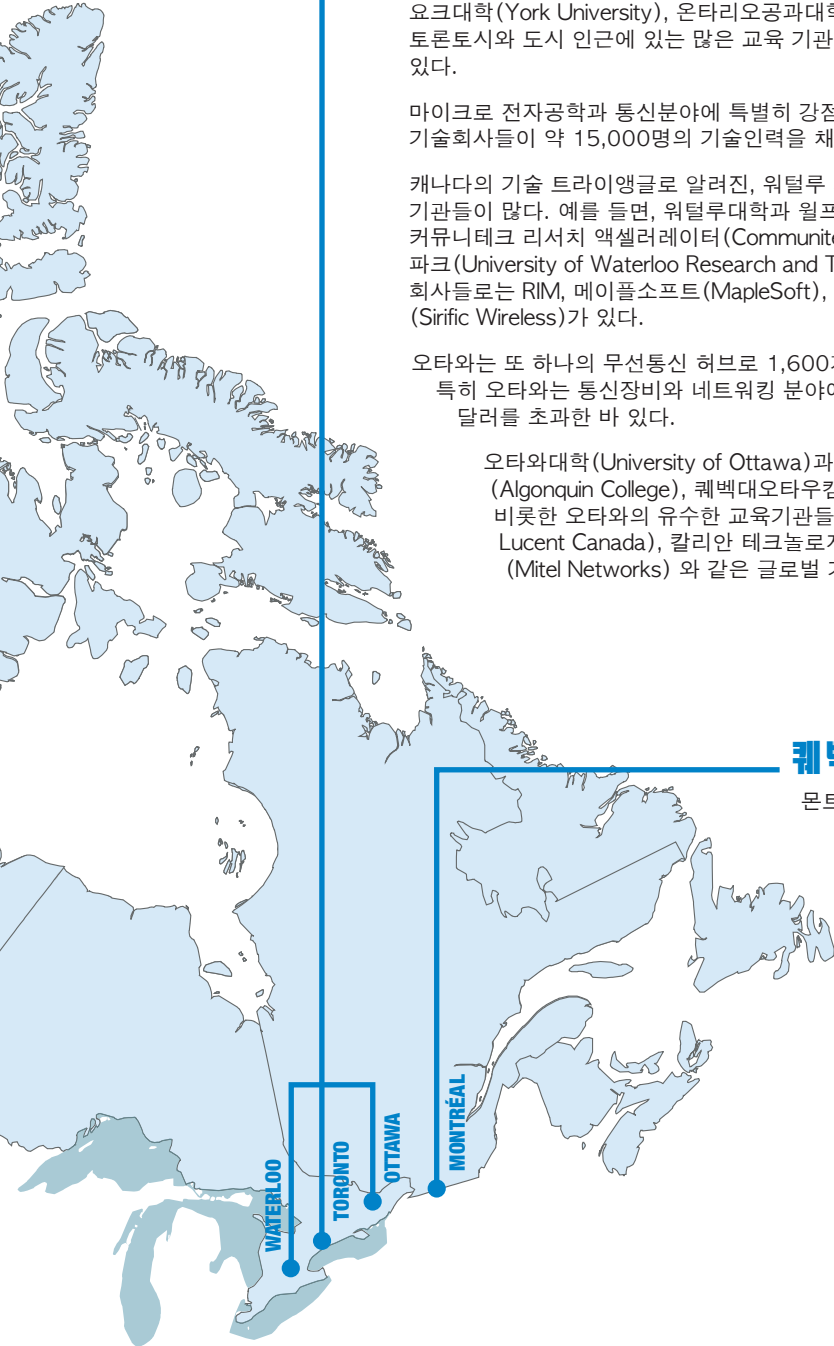 요크대학(York University), 온타리오공과대학
토론토시와 도시 인근에 있는 많은 교육 기관
있다.
마이크로 전자공학과 통신분야에 특별히 강점
기술회사들이 약 15,000명의 기술인력을 채
캐나다의 기술 트라이앵글로 알려진, 워털루
기관들이 많다. 예를 들면, 워털루대학과 윌프
커뮤니테크 리서치 액셀러레이터(Communite
파크(University of Waterloo Research and T
회사들로는 RIM, 메이플소프트(MapleSoft),
(Sirific Wireless)가 있다.
오타와는 또 하나의 무선통신 허브로 1,600개
특히 오타와는 통신장비와 네트워킹 분야에
달러를 초과한 바 있다.
오타와대학(University of Ottawa)과
(Algonquin College), 퀘벡대오타우캠
비롯한 오타와의 유수한 교육기관들
Lucent Canada), 칼리안 테크놀로지
(Mitel Networks) 와 같은 글로벌 기
퀘벡
몬트
WATERLOO
TORONTO
OTTAWA
MONTRÉAL